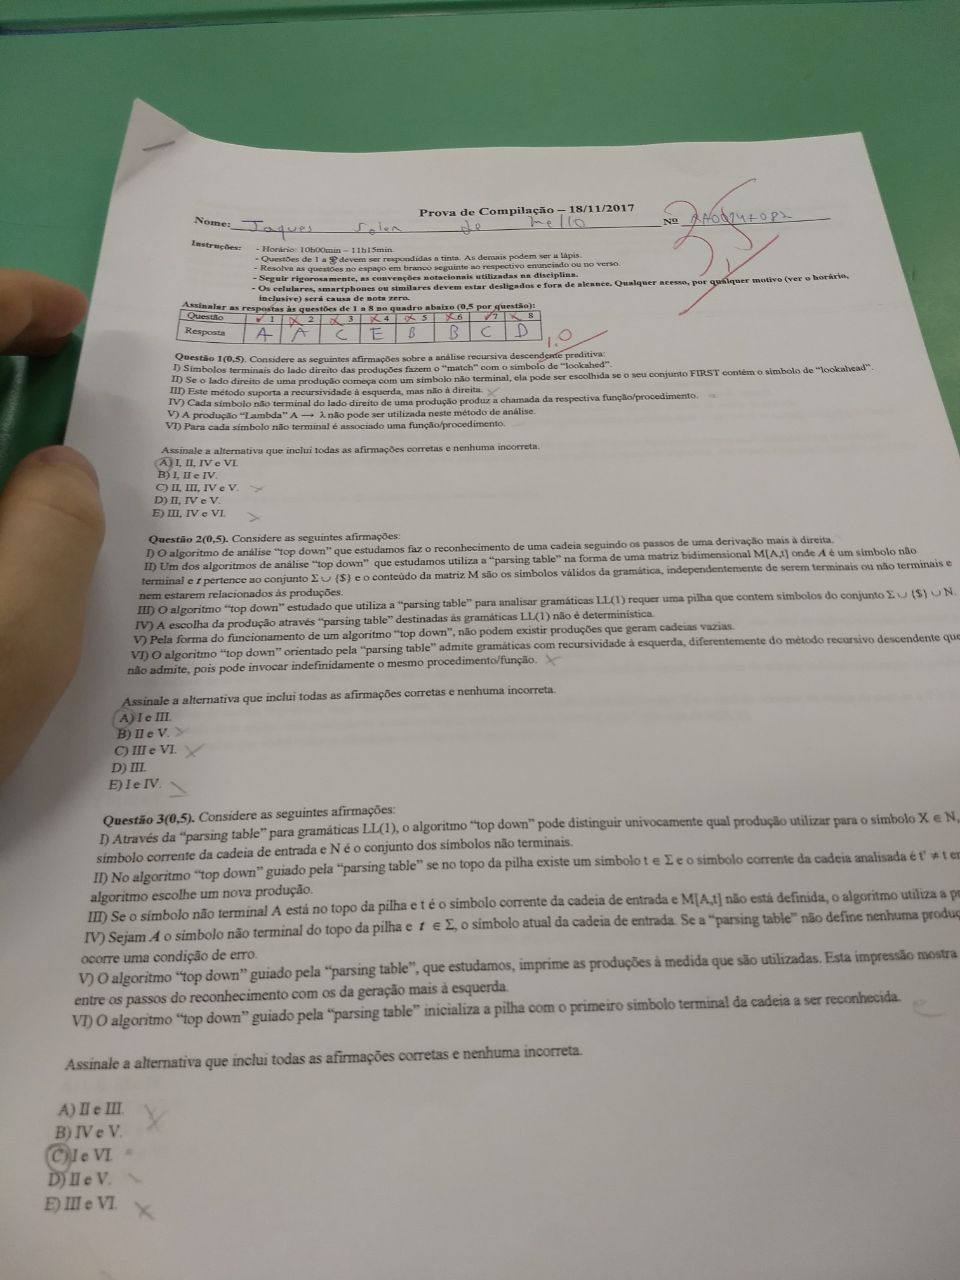 Prova de Compilação – 18/11/2017
Nome: Jaques de Mello Nº
35
Instruções: - Horário: 10h00min – 11h15min.
- Questões de 1 a 8 devem ser respondidas a tinta. As demais podem ser a lápis.
- Resolva as questões no espaço em branco seguinte ao respectivo enunciado ou no verso.
- Seguir rigorosamente, as convenções notacionais utilizadas na disciplina.
- Os celulares, smartphones ou similares devem estar desligados e fora de alcance. Qualquer acesso, por qualquer motivo (ver o horário,
inclusive) será causa de nota zero.
Assinalar as respostas às questões de 1 a 8 no quadro abaixo (0,5 por questão):
Questão 1 2 3 4 5 6 7 8
Resposta A A C E B B C D
1.0
Questão 1(0,5). Considere as seguintes afirmações sobre a análise recursiva descendente preditiva:
I) Símbolos terminais do lado direito das produções fazem o “match” com o símbolo de “lookahed”.
II) Se o lado direito de uma produção começa com um símbolo não terminal, ela pode ser escolhida se o seu conjunto FIRST contém o símbolo de “lookahead”.
III) Este método suporta a recursividade à esquerda, mas não à direita.
IV) Cada símbolo não terminal do lado direito de uma produção produz a chamada da respectiva função/procedimento.
V) A produção “Lambda” A → λ não pode ser utilizada neste método de análise.
VI) Para cada símbolo não terminal é associado uma função/procedimento.
Assinale a alternativa que inclui todas as afirmações corretas e nenhuma incorreta.
A) I, II, IV e VI.
B) I, II e IV.
C) II, III, IV e V.
D) II, IV e V.
E) III, IV e VI.
Questão 2(0,5). Considere as seguintes afirmações:
I) O algoritmo de análise “top down” que estudamos faz o reconhecimento de uma cadeia seguindo os passos de uma derivação mais à direita.
II) Um dos algoritmos de análise “top down” que estudamos utiliza a “parsing table” na forma de uma matriz bidimensional M[A,t] onde A é um símbolo não
terminal e t pertence ao conjunto Σ ∪ {$} e o conteúdo da matriz M são os símbolos válidos da gramática, independentemente de serem terminais ou não terminais e
nem estarem relacionados às produções.
III) O algoritmo “top down” estudado que utiliza a “parsing table” para analisar gramáticas LL(1) requer uma pilha que contem símbolos do conjunto Σ ∪ {$} ∪ N.
IV) A escolha da produção através “parsing table” destinadas às gramáticas LL(1) não é determinística.
V) Pela forma do funcionamento de um algoritmo “top down”, não podem existir produções que geram cadeias vazias.
VI) O algoritmo “top down” orientado pela “parsing table” admite gramáticas com recursividade à esquerda, diferentemente do método recursivo descendente que
não admite, pois pode invocar indefinidamente o mesmo procedimento/função.
Assinale a alternativa que inclui todas as afirmações corretas e nenhuma incorreta.
A) I e III.
B) II e V.
C) III e VI.
D) III.
E) I e IV.
Questão 3(0,5). Considere as seguintes afirmações:
I) Através da “parsing table” para gramáticas LL(1), o algoritmo “top down” pode distinguir univocamente qual produção utilizar para o símbolo X ∈ N,
símbolo corrente da cadeia de entrada e N é o conjunto dos símbolos não terminais.
II) No algoritmo “top down” guiado pela “parsing table” se no topo da pilha existe um símbolo t ∈ Σ e o símbolo corrente da cadeia analisada é t' ≠ t
algoritmo escolhe um nova produção.
III) Se o símbolo não terminal A está no topo da pilha e t é o símbolo corrente da cadeia de entrada e M[A,t] não está definida, o algoritmo utiliza a
IV) Sejam A o símbolo não terminal do topo da pilha e t ∈ Σ, o símbolo atual da cadeia de entrada. Se a “parsing table” não define nenhuma
ocorre uma condição de erro.
V) O algoritmo “top down” guiado pela “parsing table”, que estudamos, imprime as produções à medida que são utilizadas. Esta impressão mostra
entre os passos do reconhecimento com os da geração mais à esquerda.
VI) O algoritmo “top down” guiado pela “parsing table” inicializa a pilha com o primeiro símbolo terminal da cadeia a ser reconhecida.
Assinale a alternativa que inclui todas as afirmações corretas e nenhuma incorreta.
A) II e III.
B) IV e V.
C) I e VI.
D) II e V.
E) III e VI.